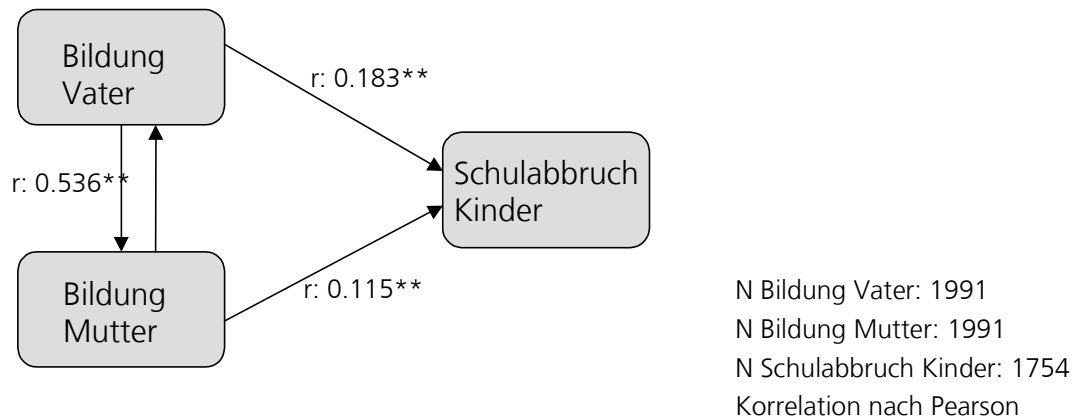 Bildung
Vater
r: 0.183**
Schulabbruch
Kinder
r: 0.536**
Bildung
Mutter
r: 0.115**
N Bildung Vater: 1991
N Bildung Mutter: 1991
N Schulabbruch Kinder: 1754
Korrelation nach Pearson